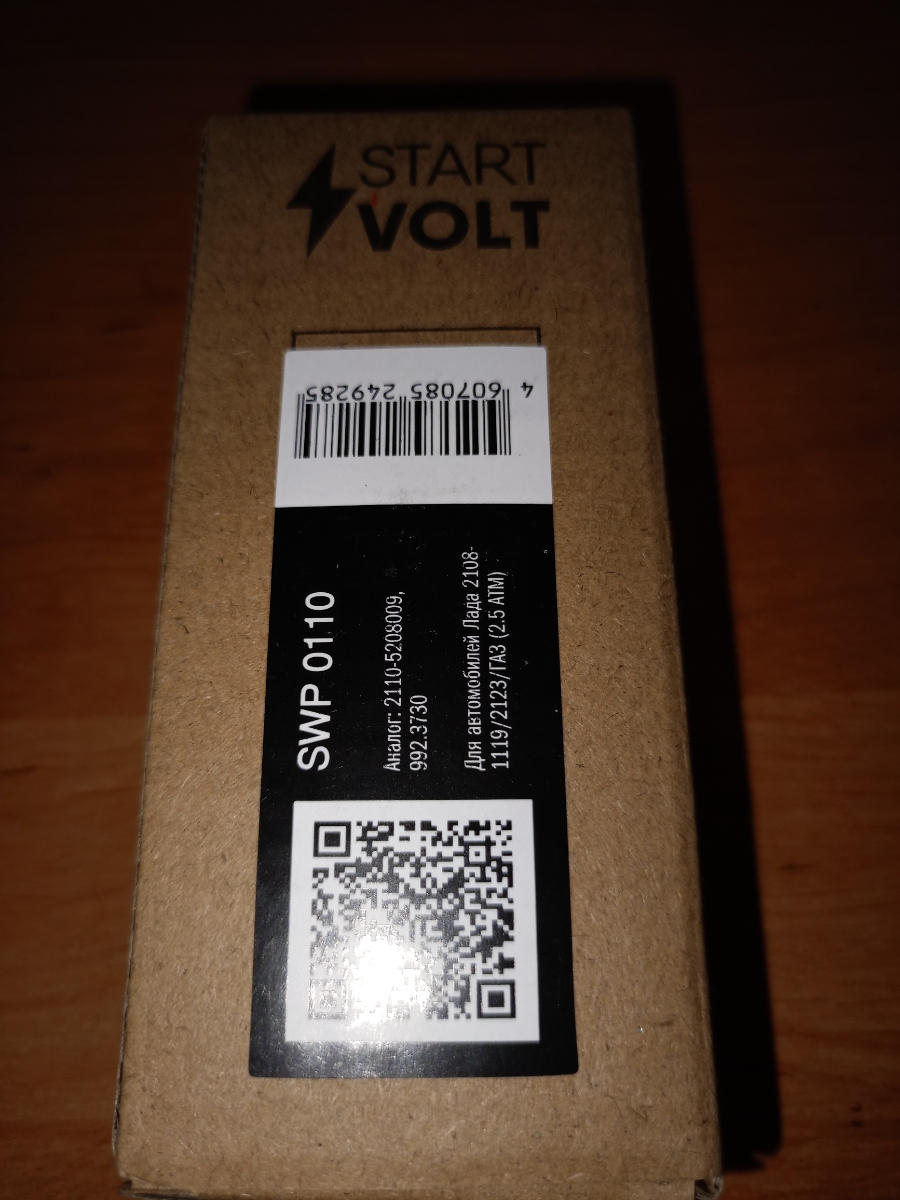 START
VOLT
4 607085 249285
SWP 0110
Аналог: 2110-5208009,
992.3730
Для автомобилей Лада 2108-
1119/2123/ГАЗ (2.5 АТМ)